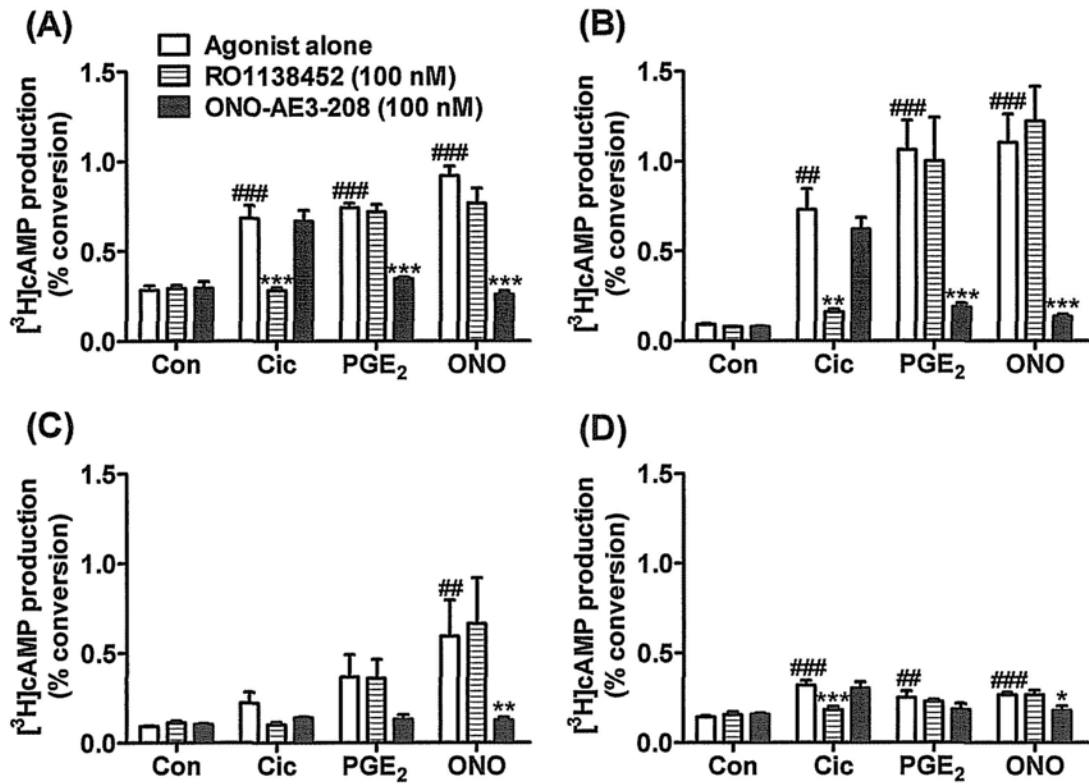 (A)
Agonist alone
RO1138452 (100 nM)
ONO-AE3-208 (100 nM)
[³H]cAMP production
(% conversion)
1.5
1.0
0.5
0.0
###
***
###
***
###
***
Con Cic PGE₂ ONO
(B)
[³H]cAMP production
(% conversion)
1.5
1.0
0.5
0.0
##
**
###
***
###
***
Con Cic PGE₂ ONO
(C)
[³H]cAMP production
(% conversion)
1.5
1.0
0.5
0.0
##
**
Con Cic PGE₂ ONO
(D)
[³H]cAMP production
(% conversion)
1.5
1.0
0.5
0.0
###
***
##
###
*
Con Cic PGE₂ ONO